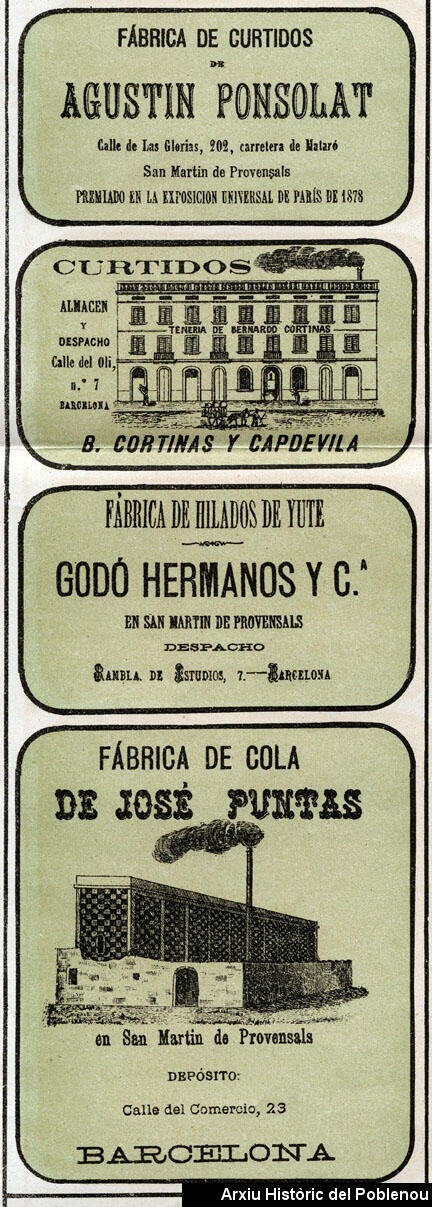 FÁBRICA DE CURTIDOS
DE
AGUSTIN PONSOLAT
Calle de Las Glorias, 202, carretera de Mataró
San Martin de Provensals
PREMIADO EN LA EXPOSICION UNIVERSAL DE PARÍS DE 1878
CURTIDOS
ALMACEN
Y
DESPACHO
Calle del Oli,
n.º 7
BARCELONA
TENERIA DE BERNARDO CORTINAS
B. CORTINAS Y CAPDEVILA
FÁBRICA DE HILADOS DE YUTE
GODÓ HERMANOS Y C.ᴬ
EN SAN MARTIN DE PROVENSALS
DESPACHO
RAMBLA DE ESTUDIOS, 7.—BARCELONA
FÁBRICA DE COLA
DE JOSÉ PUNTAS
en San Martin de Provensals
DEPÓSITO:
Calle del Comercio, 23
BARCELONA
Arxiu Històric del Poblenou